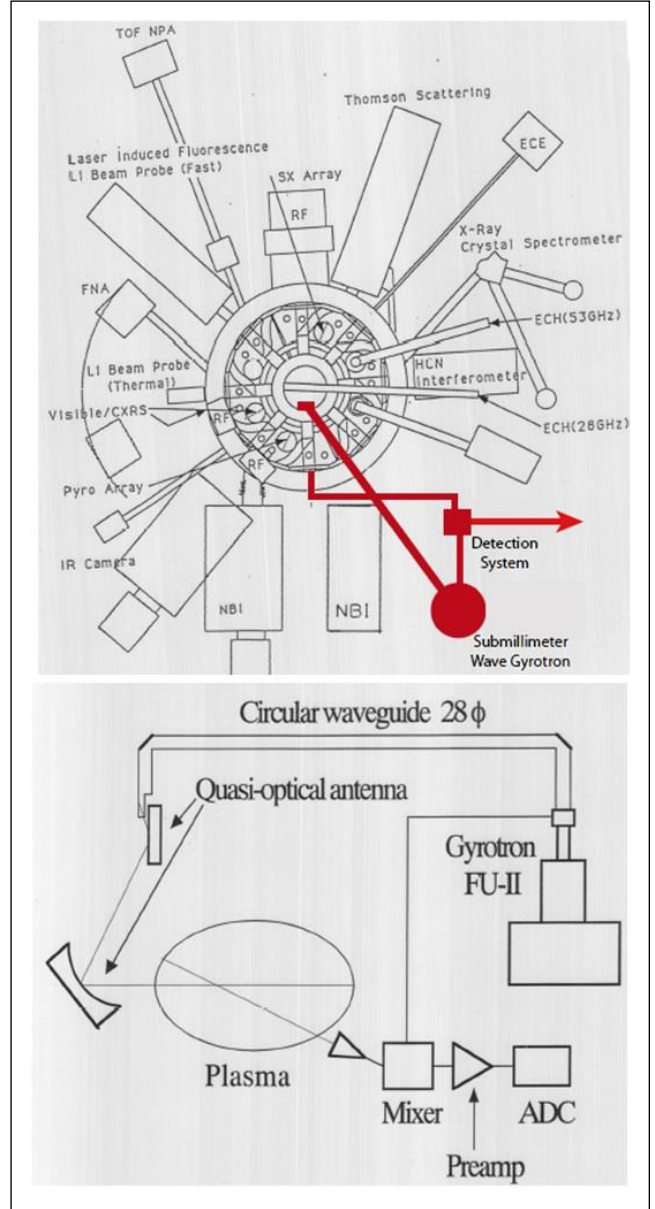 TOF NPA
Thomson Scattering
ECE
Laser Induced Fluorescence
LI Beam Probe (Fast)
SX Array
RF
X-Ray
Crystal Spectrometer
FNA
ECH(53GHz)
LI Beam Probe
(Thermal)
HCN
Interferometer
Visible/CXRS
RF
ECH(28GHz)
RF
Pyro Array
Detection
System
IR Camera
NBI
NBI
Submillimeter
Wave Gyrotron
Circular waveguide 28 ϕ
Quasi-optical antenna
Gyrotron
FU-II
Plasma
Mixer
ADC
Preamp